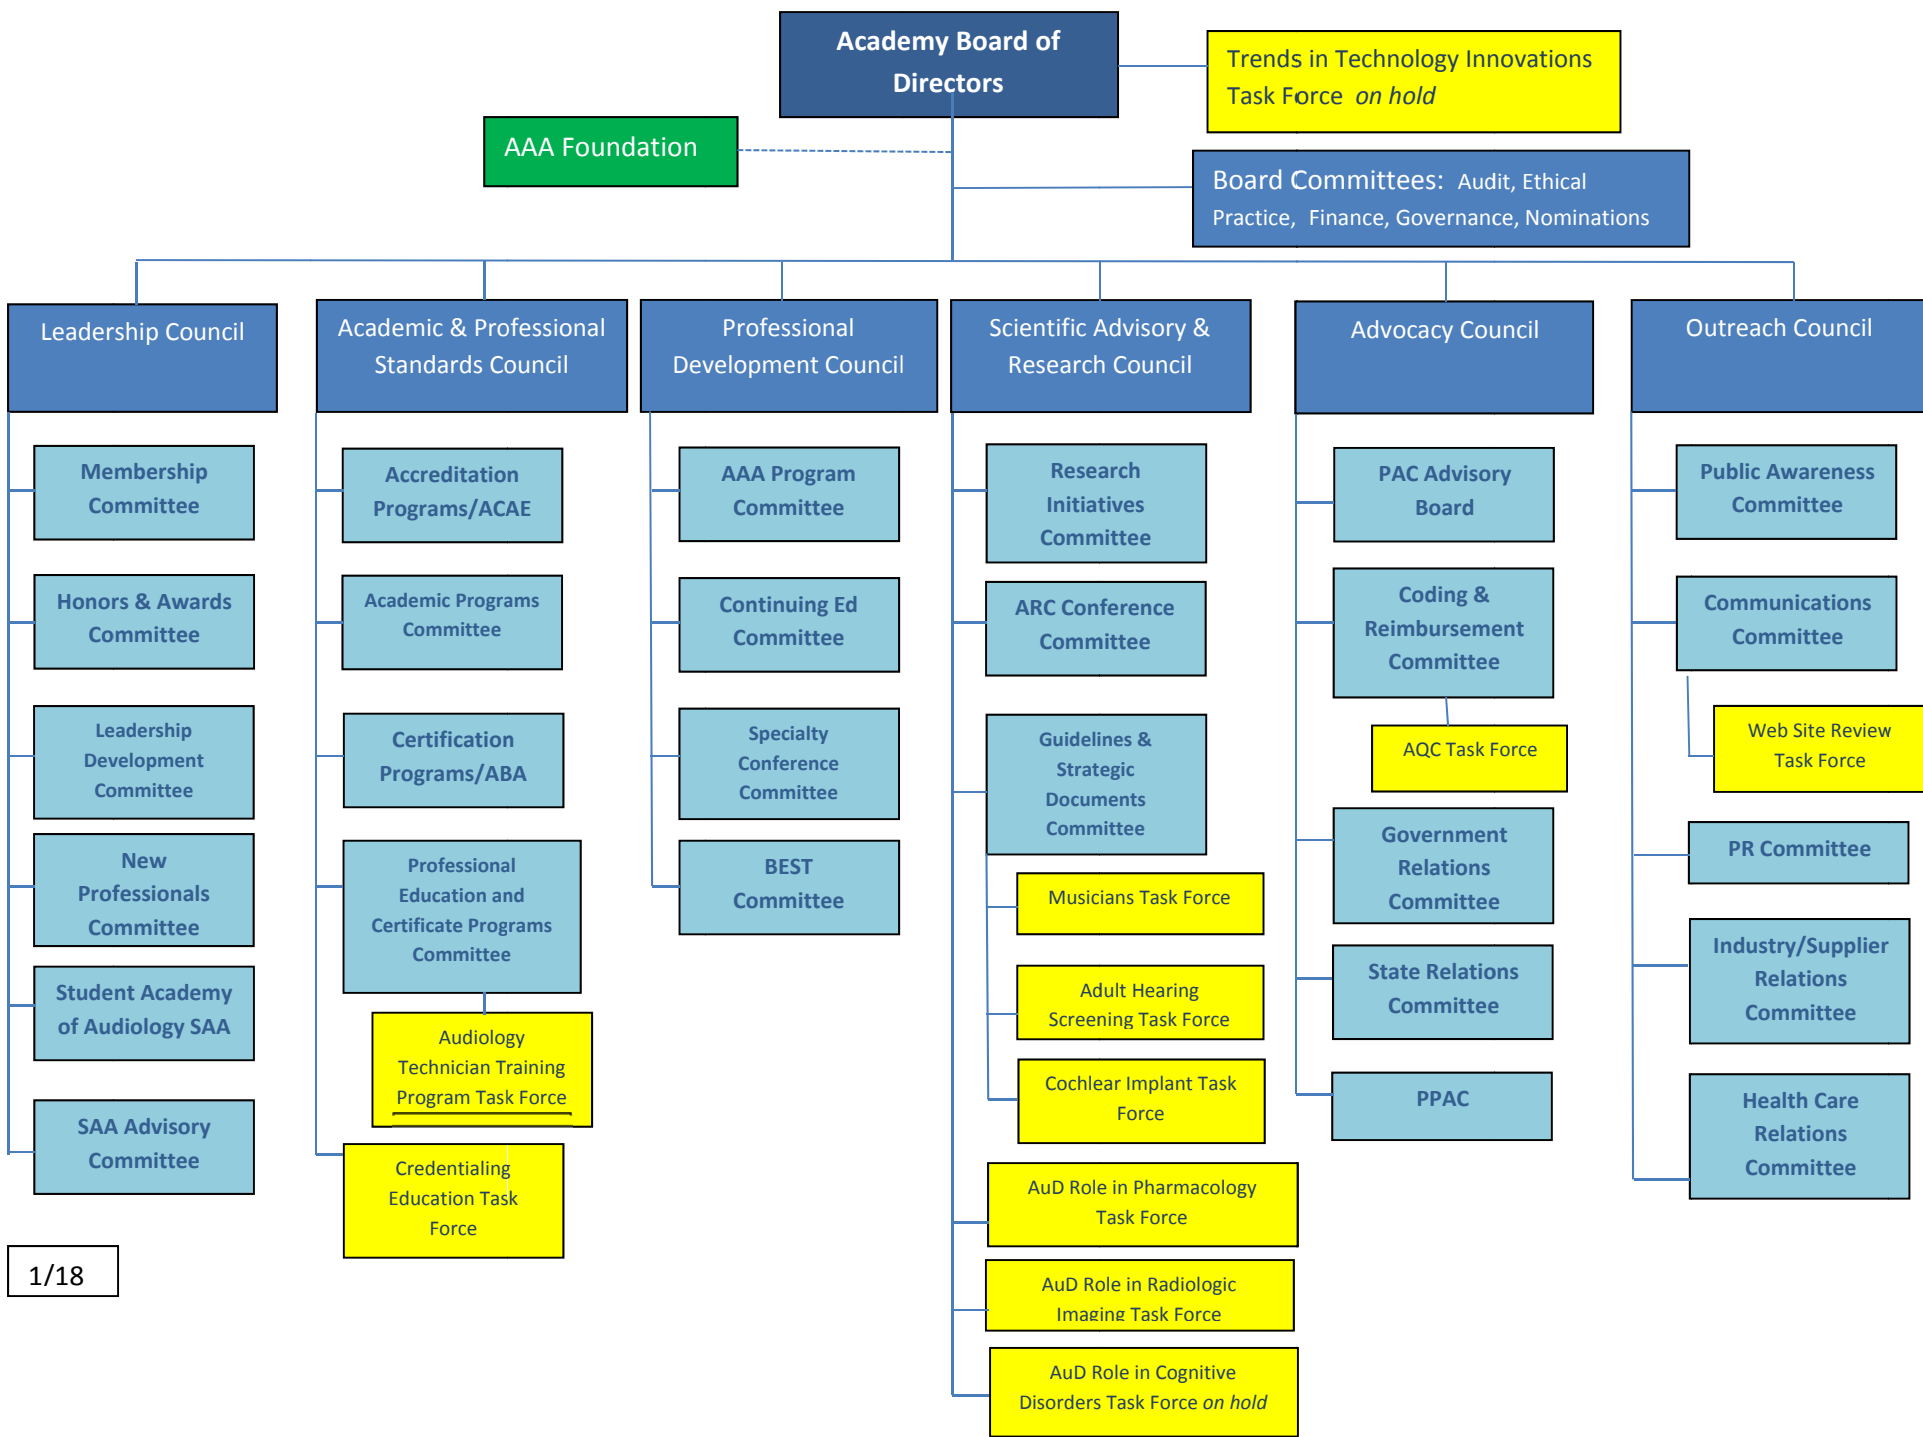 Academy Board of
Directors
Trends in Technology Innovations
Task Force on hold
AAA Foundation
Board Committees: Audit, Ethical
Practice, Finance, Governance, Nominations
Leadership Council
Membership
Committee
Honors & Awards
Committee
Leadership
Development
Committee
New
Professionals
Committee
Student Academy
of Audiology SAA
SAA Advisory
Committee
Academic & Professional
Standards Council
Accreditation
Programs/ACAE
Academic Programs
Committee
Certification
Programs/ABA
Professional
Education and
Certificate Programs
Committee
Audiology
Technician Training
Program Task Force
Credentialing
Education Task
Force
Professional
Development Council
AAA Program
Committee
Continuing Ed
Committee
Specialty
Conference
Committee
BEST
Committee
Scientific Advisory &
Research Council
Research
Initiatives
Committee
ARC Conference
Committee
Guidelines &
Strategic
Documents
Committee
Musicians Task Force
Adult Hearing
Screening Task Force
Cochlear Implant Task
Force
AuD Role in Pharmacology
Task Force
AuD Role in Radiologic
Imaging Task Force
AuD Role in Cognitive
Disorders Task Force on hold
Advocacy Council
PAC Advisory
Board
Coding &
Reimbursement
Committee
AQC Task Force
Government
Relations
Committee
State Relations
Committee
PPAC
Outreach Council
Public Awareness
Committee
Communications
Committee
Web Site Review
Task Force
PR Committee
Industry/Supplier
Relations
Committee
Health Care
Relations
Committee
1/18